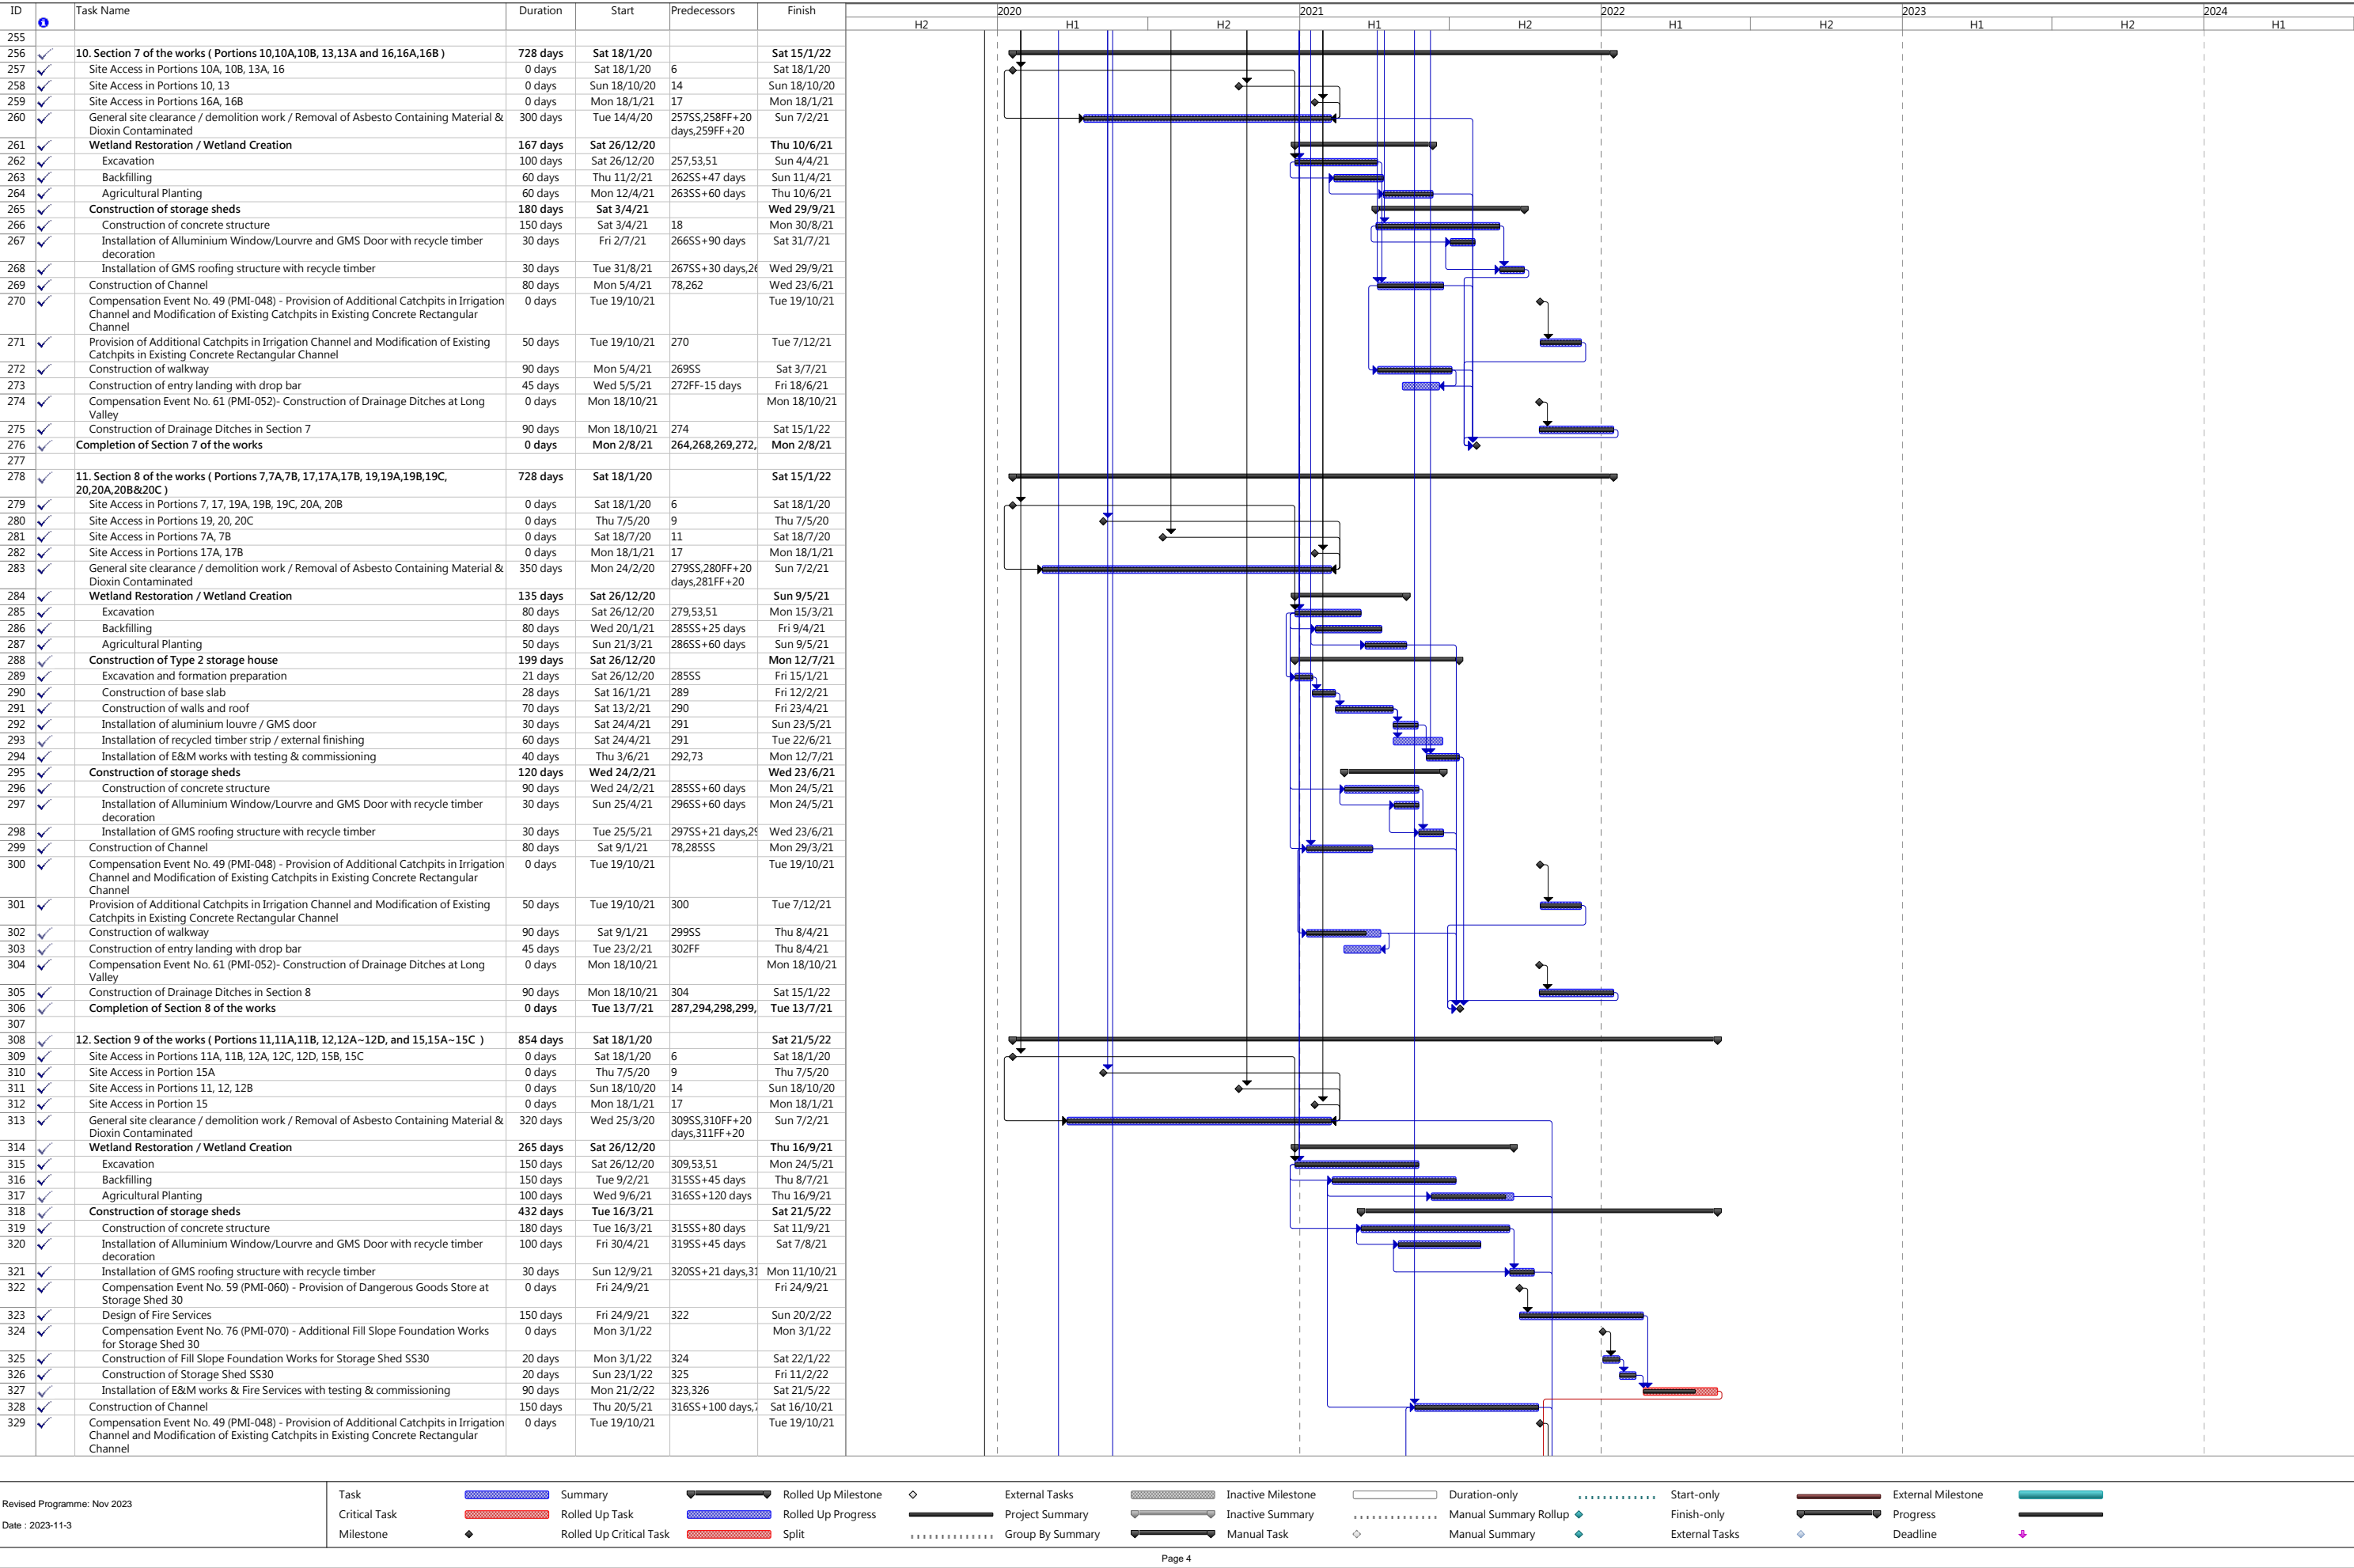 ID Task Name Duration Start Predecessors Finish 2020 2021 2022 2023 2024
H2 H1 H2 H1 H2 H1 H2 H1 H2 H1
255
256 10. Section 7 of the works ( Portions 10,10A,10B, 13,13A and 16,16A,16B ) 728 days Sat 18/1/20 Sat 15/1/22
257 Site Access in Portions 10A, 10B, 13A, 16 0 days Sat 18/1/20 6 Sat 18/1/20
258 Site Access in Portions 10, 13 0 days Sun 18/10/20 14 Sun 18/10/20
259 Site Access in Portions 16A, 16B 0 days Mon 18/1/21 17 Mon 18/1/21
260 General site clearance / demolition work / Removal of Asbesto Containing Material & 300 days Tue 14/4/20 257SS,258FF+20 Sun 7/2/21
Dioxin Contaminated days,259FF+20
261 Wetland Restoration / Wetland Creation 167 days Sat 26/12/20 Thu 10/6/21
262 Excavation 100 days Sat 26/12/20 257,53,51 Sun 4/4/21
263 Backfilling 60 days Thu 11/2/21 262SS+47 days Sun 11/4/21
264 Agricultural Planting 60 days Mon 12/4/21 263SS+60 days Thu 10/6/21
265 Construction of storage sheds 180 days Sat 3/4/21 Wed 29/9/21
266 Construction of concrete structure 150 days Sat 3/4/21 18 Mon 30/8/21
267 Installation of Alluminium Window/Lourvre and GMS Door with recycle timber 30 days Fri 2/7/21 266SS+90 days Sat 31/7/21
decoration
268 Installation of GMS roofing structure with recycle timber 30 days Tue 31/8/21 267SS+30 days,26 Wed 29/9/21
269 Construction of Channel 80 days Mon 5/4/21 78,262 Wed 23/6/21
270 Compensation Event No. 49 (PMI-048) - Provision of Additional Catchpits in Irrigation 0 days Tue 19/10/21 Tue 19/10/21
Channel and Modification of Existing Catchpits in Existing Concrete Rectangular
Channel
271 Provision of Additional Catchpits in Irrigation Channel and Modification of Existing 50 days Tue 19/10/21 270 Tue 7/12/21
Catchpits in Existing Concrete Rectangular Channel
272 Construction of walkway 90 days Mon 5/4/21 269SS Sat 3/7/21
273 Construction of entry landing with drop bar 45 days Wed 5/5/21 272FF-15 days Fri 18/6/21
274 Compensation Event No. 61 (PMI-052)- Construction of Drainage Ditches at Long 0 days Mon 18/10/21 Mon 18/10/21
Valley
275 Construction of Drainage Ditches in Section 7 90 days Mon 18/10/21 274 Sat 15/1/22
276 Completion of Section 7 of the works 0 days Mon 2/8/21 264,268,269,272, Mon 2/8/21
277
278 11. Section 8 of the works ( Portions 7,7A,7B, 17,17A,17B, 19,19A,19B,19C, 728 days Sat 18/1/20 Sat 15/1/22
20,20A,20B&20C )
279 Site Access in Portions 7, 17, 19A, 19B, 19C, 20A, 20B 0 days Sat 18/1/20 6 Sat 18/1/20
280 Site Access in Portions 19, 20, 20C 0 days Thu 7/5/20 9 Thu 7/5/20
281 Site Access in Portions 7A, 7B 0 days Sat 18/7/20 11 Sat 18/7/20
282 Site Access in Portions 17A, 17B 0 days Mon 18/1/21 17 Mon 18/1/21
283 General site clearance / demolition work / Removal of Asbesto Containing Material & 350 days Mon 24/2/20 279SS,280FF+20 Sun 7/2/21
Dioxin Contaminated days,281FF+20
284 Wetland Restoration / Wetland Creation 135 days Sat 26/12/20 Sun 9/5/21
285 Excavation 80 days Sat 26/12/20 279,53,51 Mon 15/3/21
286 Backfilling 80 days Wed 20/1/21 285SS+25 days Fri 9/4/21
287 Agricultural Planting 50 days Sun 21/3/21 286SS+60 days Sun 9/5/21
288 Construction of Type 2 storage house 199 days Sat 26/12/20 Mon 12/7/21
289 Excavation and formation preparation 21 days Sat 26/12/20 285SS Fri 15/1/21
290 Construction of base slab 28 days Sat 16/1/21 289 Fri 12/2/21
291 Construction of walls and roof 70 days Sat 13/2/21 290 Fri 23/4/21
292 Installation of aluminium louvre / GMS door 30 days Sat 24/4/21 291 Sun 23/5/21
293 Installation of recycled timber strip / external finishing 60 days Sat 24/4/21 291 Tue 22/6/21
294 Installation of E&M works with testing & commissioning 40 days Thu 3/6/21 292,73 Mon 12/7/21
295 Construction of storage sheds 120 days Wed 24/2/21 Wed 23/6/21
296 Construction of concrete structure 90 days Wed 24/2/21 285SS+60 days Mon 24/5/21
297 Installation of Alluminium Window/Lourvre and GMS Door with recycle timber 30 days Sun 25/4/21 296SS+60 days Mon 24/5/21
decoration
298 Installation of GMS roofing structure with recycle timber 30 days Tue 25/5/21 297SS+21 days,29 Wed 23/6/21
299 Construction of Channel 80 days Sat 9/1/21 78,285SS Mon 29/3/21
300 Compensation Event No. 49 (PMI-048) - Provision of Additional Catchpits in Irrigation 0 days Tue 19/10/21 Tue 19/10/21
Channel and Modification of Existing Catchpits in Existing Concrete Rectangular
Channel
301 Provision of Additional Catchpits in Irrigation Channel and Modification of Existing 50 days Tue 19/10/21 300 Tue 7/12/21
Catchpits in Existing Concrete Rectangular Channel
302 Construction of walkway 90 days Sat 9/1/21 299SS Thu 8/4/21
303 Construction of entry landing with drop bar 45 days Tue 23/2/21 302FF Thu 8/4/21
304 Compensation Event No. 61 (PMI-052)- Construction of Drainage Ditches at Long 0 days Mon 18/10/21 Mon 18/10/21
Valley
305 Construction of Drainage Ditches in Section 8 90 days Mon 18/10/21 304 Sat 15/1/22
306 Completion of Section 8 of the works 0 days Tue 13/7/21 287,294,298,299, Tue 13/7/21
307
308 12. Section 9 of the works ( Portions 11,11A,11B, 12,12A~12D, and 15,15A~15C ) 854 days Sat 18/1/20 Sat 21/5/22
309 Site Access in Portions 11A, 11B, 12A, 12C, 12D, 15B, 15C 0 days Sat 18/1/20 6 Sat 18/1/20
310 Site Access in Portion 15A 0 days Thu 7/5/20 9 Thu 7/5/20
311 Site Access in Portions 11, 12, 12B 0 days Sun 18/10/20 14 Sun 18/10/20
312 Site Access in Portion 15 0 days Mon 18/1/21 17 Mon 18/1/21
313 General site clearance / demolition work / Removal of Asbesto Containing Material & 320 days Wed 25/3/20 309SS,310FF+20 Sun 7/2/21
Dioxin Contaminated days,311FF+20
314 Wetland Restoration / Wetland Creation 265 days Sat 26/12/20 Thu 16/9/21
315 Excavation 150 days Sat 26/12/20 309,53,51 Mon 24/5/21
316 Backfilling 150 days Tue 9/2/21 315SS+45 days Thu 8/7/21
317 Agricultural Planting 100 days Wed 9/6/21 316SS+120 days Thu 16/9/21
318 Construction of storage sheds 432 days Tue 16/3/21 Sat 21/5/22
319 Construction of concrete structure 180 days Tue 16/3/21 315SS+80 days Sat 11/9/21
320 Installation of Alluminium Window/Lourvre and GMS Door with recycle timber 100 days Fri 30/4/21 319SS+45 days Sat 7/8/21
decoration
321 Installation of GMS roofing structure with recycle timber 30 days Sun 12/9/21 320SS+21 days,31 Mon 11/10/21
322 Compensation Event No. 59 (PMI-060) - Provision of Dangerous Goods Store at 0 days Fri 24/9/21 Fri 24/9/21
Storage Shed 30
323 Design of Fire Services 150 days Fri 24/9/21 322 Sun 20/2/22
324 Compensation Event No. 76 (PMI-070) - Additional Fill Slope Foundation Works 0 days Mon 3/1/22 Mon 3/1/22
for Storage Shed 30
325 Construction of Fill Slope Foundation Works for Storage Shed SS30 20 days Mon 3/1/22 324 Sat 22/1/22
326 Construction of Storage Shed SS30 20 days Sun 23/1/22 325 Fri 11/2/22
327 Installation of E&M works & Fire Services with testing & commissioning 90 days Mon 21/2/22 323,326 Sat 21/5/22
328 Construction of Channel 150 days Thu 20/5/21 316SS+100 days,7 Sat 16/10/21
329 Compensation Event No. 49 (PMI-048) - Provision of Additional Catchpits in Irrigation 0 days Tue 19/10/21 Tue 19/10/21
Channel and Modification of Existing Catchpits in Existing Concrete Rectangular
Channel
Revised Programme: Nov 2023
Date : 2023-11-3
Task Summary Rolled Up Milestone External Tasks Inactive Milestone Duration-only Start-only External Milestone
Critical Task Rolled Up Task Rolled Up Progress Project Summary Inactive Summary Manual Summary Rollup Finish-only Progress
Milestone Rolled Up Critical Task Split Group By Summary Manual Task Manual Summary External Tasks Deadline
Page 4